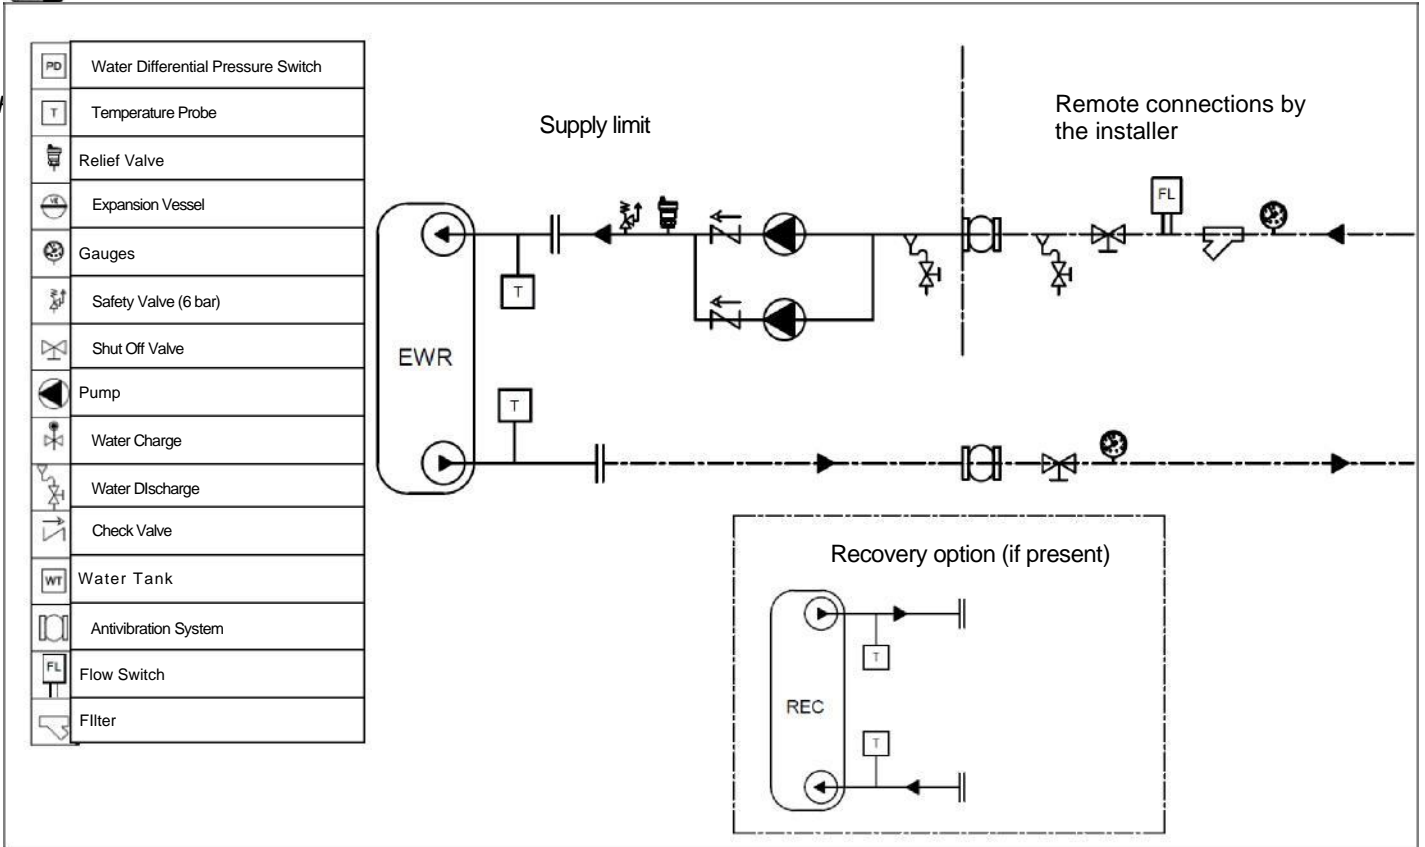 PD Water Differential Pressure Switch
T Temperature Probe
Relief Valve
VE Expansion Vessel
Gauges
Safety Valve (6 bar)
Shut Off Valve
Pump
Water Charge
Water DIscharge
Check Valve
WT Water Tank
Antivibration System
FL Flow Switch
FIlter
Supply limit
Remote connections by
the installer
FL
T
EWR
T
Recovery option (if present)
T
REC
T